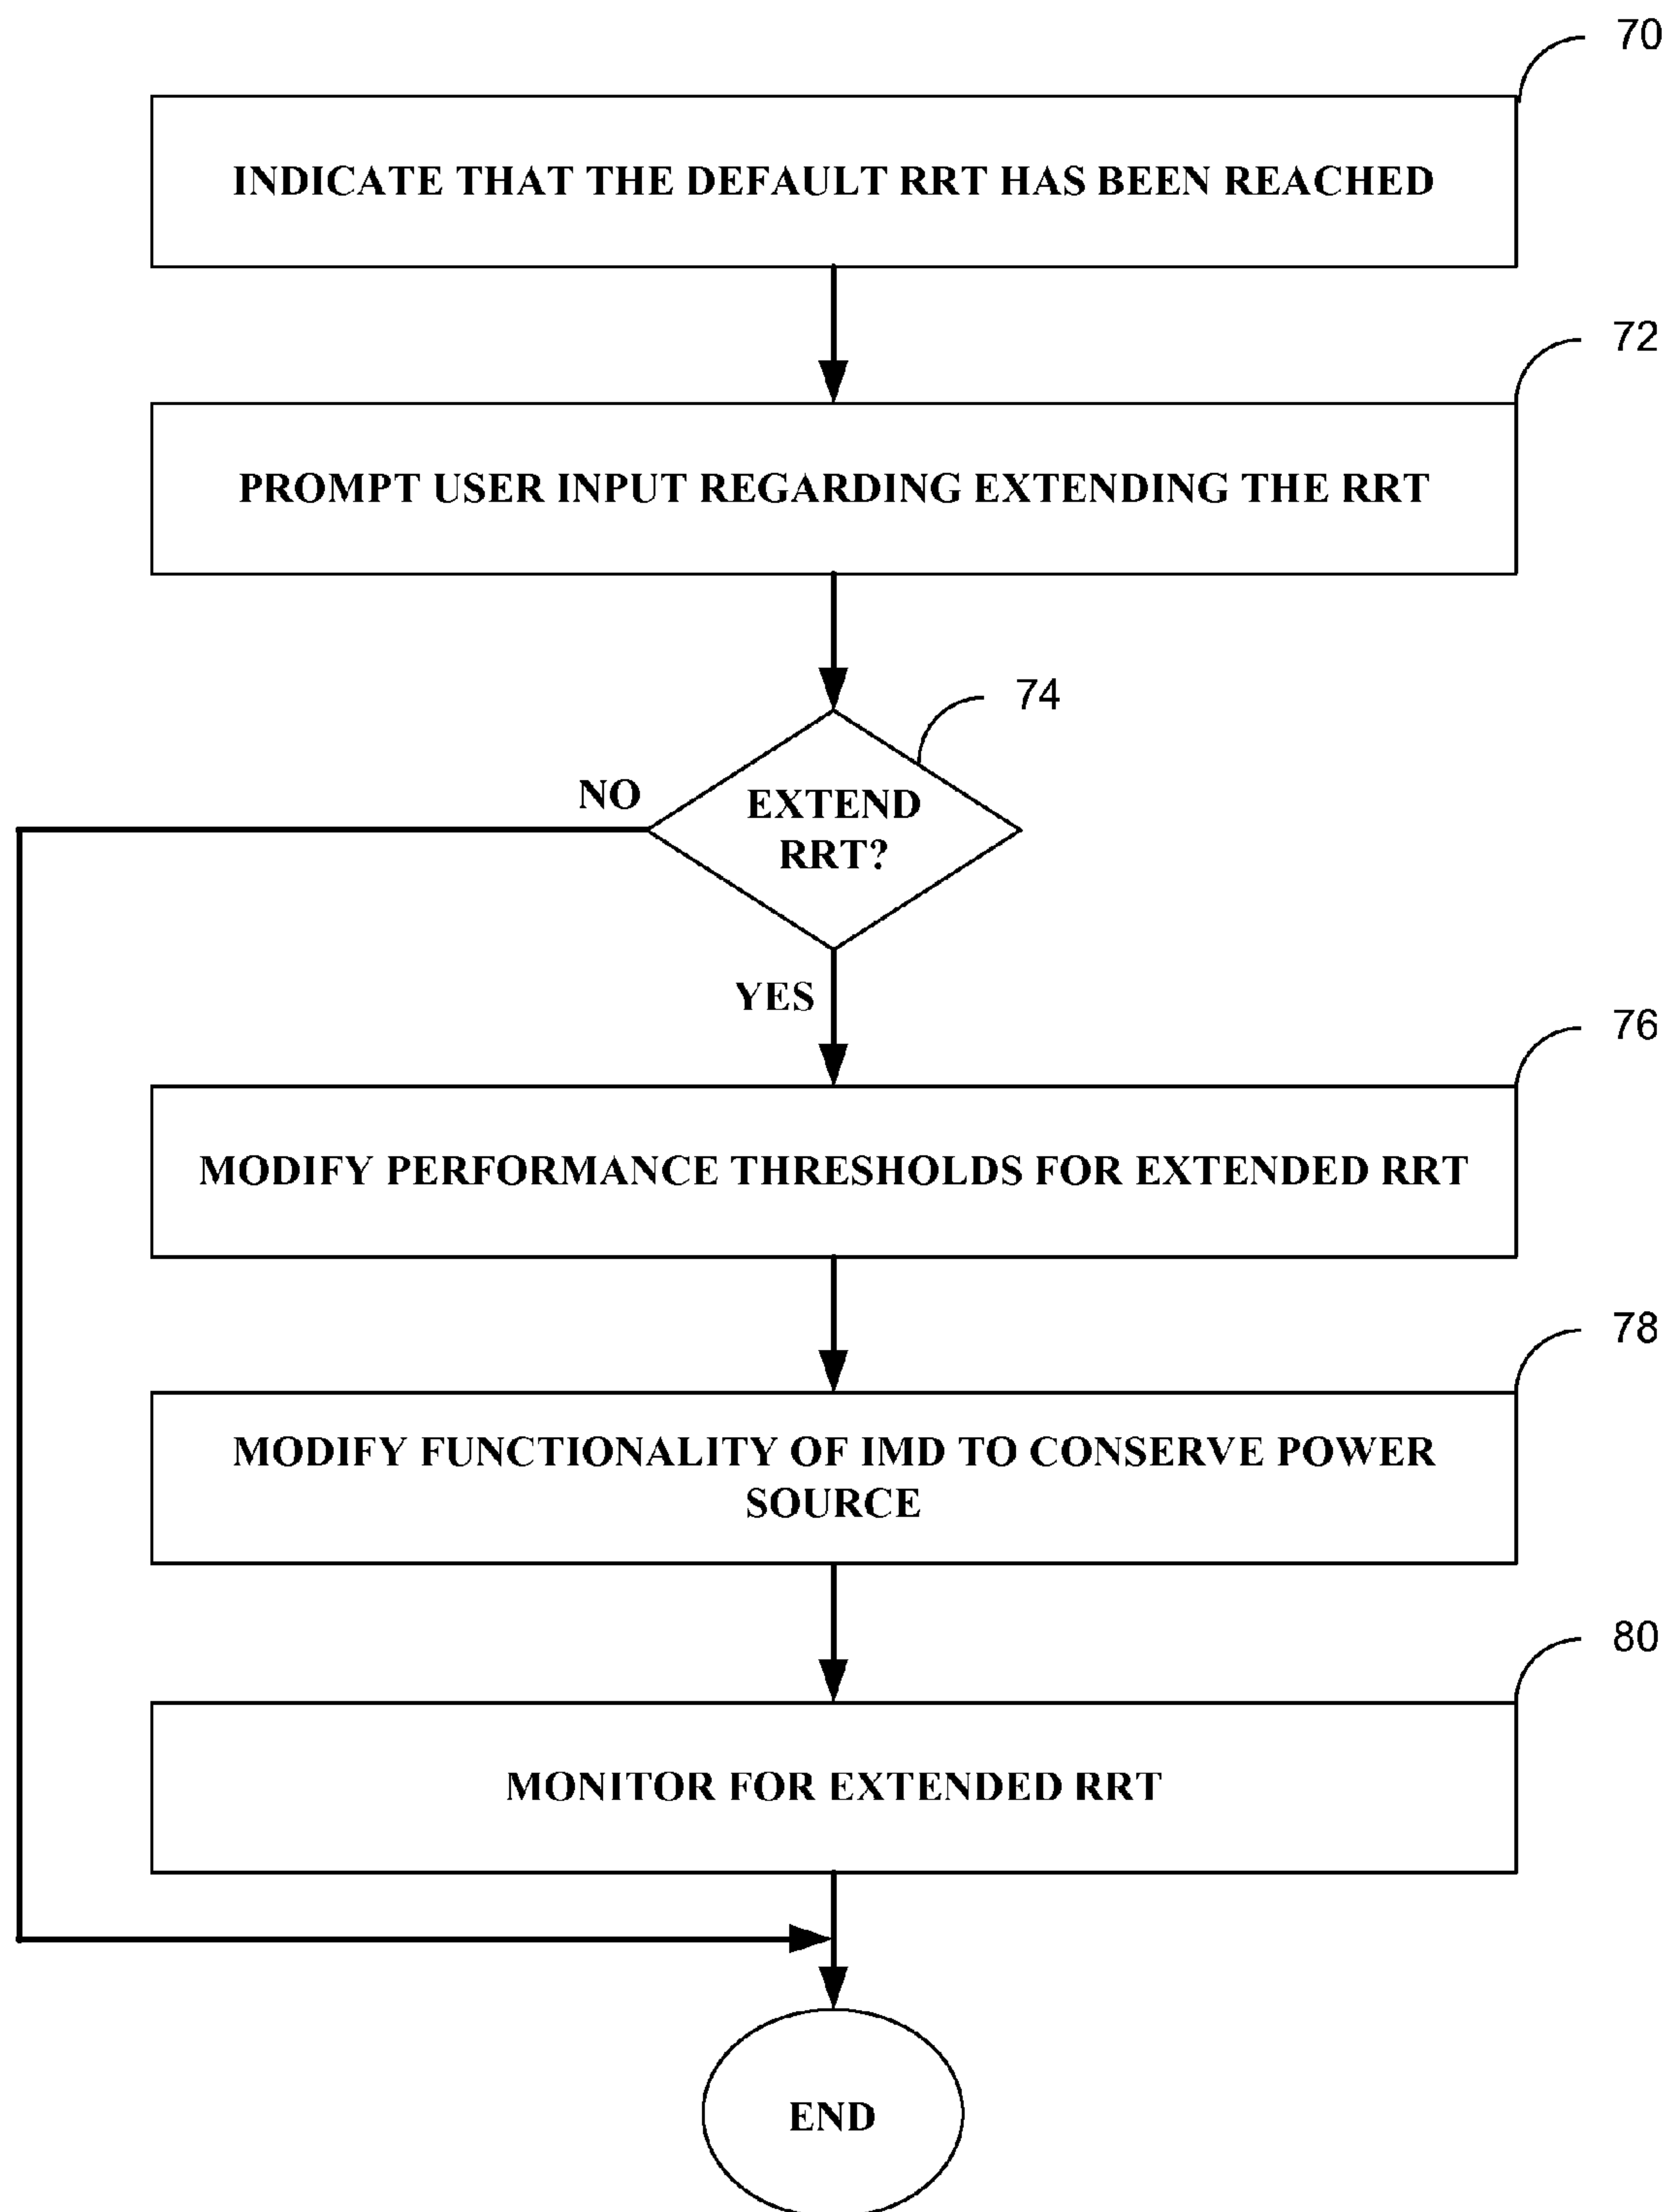 70
INDICATE THAT THE DEFAULT RRT HAS BEEN REACHED
72
PROMPT USER INPUT REGARDING EXTENDING THE RRT
74
NO
EXTEND
RRT?
YES
76
MODIFY PERFORMANCE THRESHOLDS FOR EXTENDED RRT
78
MODIFY FUNCTIONALITY OF IMD TO CONSERVE POWER
SOURCE
80
MONITOR FOR EXTENDED RRT
END